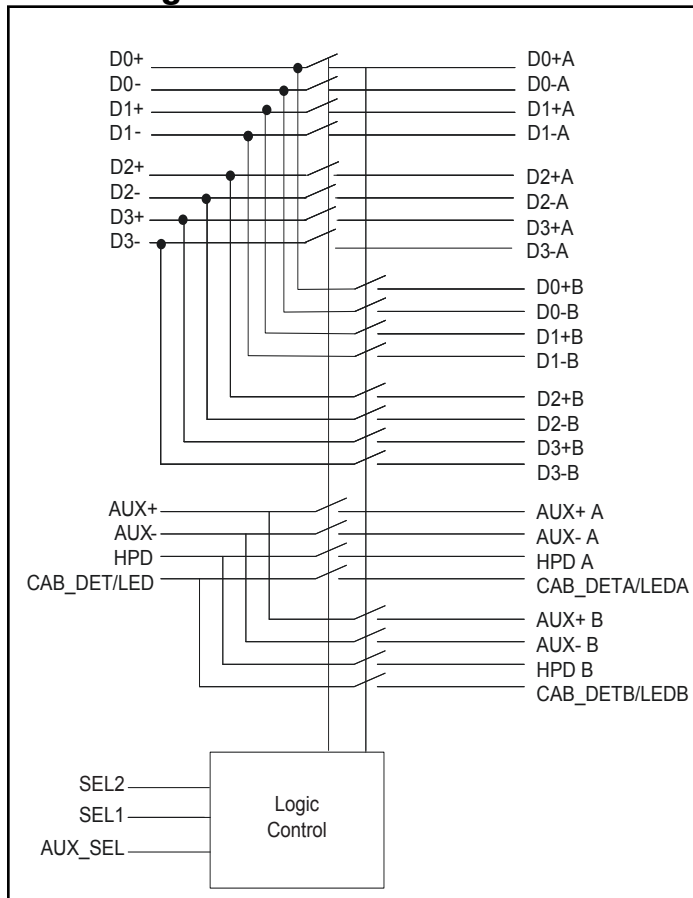 D0+
D0-
D1+
D1-
D2+
D2-
D3+
D3-
D0+A
D0-A
D1+A
D1-A
D2+A
D2-A
D3+A
D3-A
D0+B
D0-B
D1+B
D1-B
D2+B
D2-B
D3+B
D3-B
AUX+
AUX-
HPD
CAB_DET/LED
AUX+ A
AUX- A
HPD A
CAB_DETA/LEDA
AUX+ B
AUX- B
HPD B
CAB_DETB/LEDB
SEL2
SEL1
AUX_SEL
Logic
Control